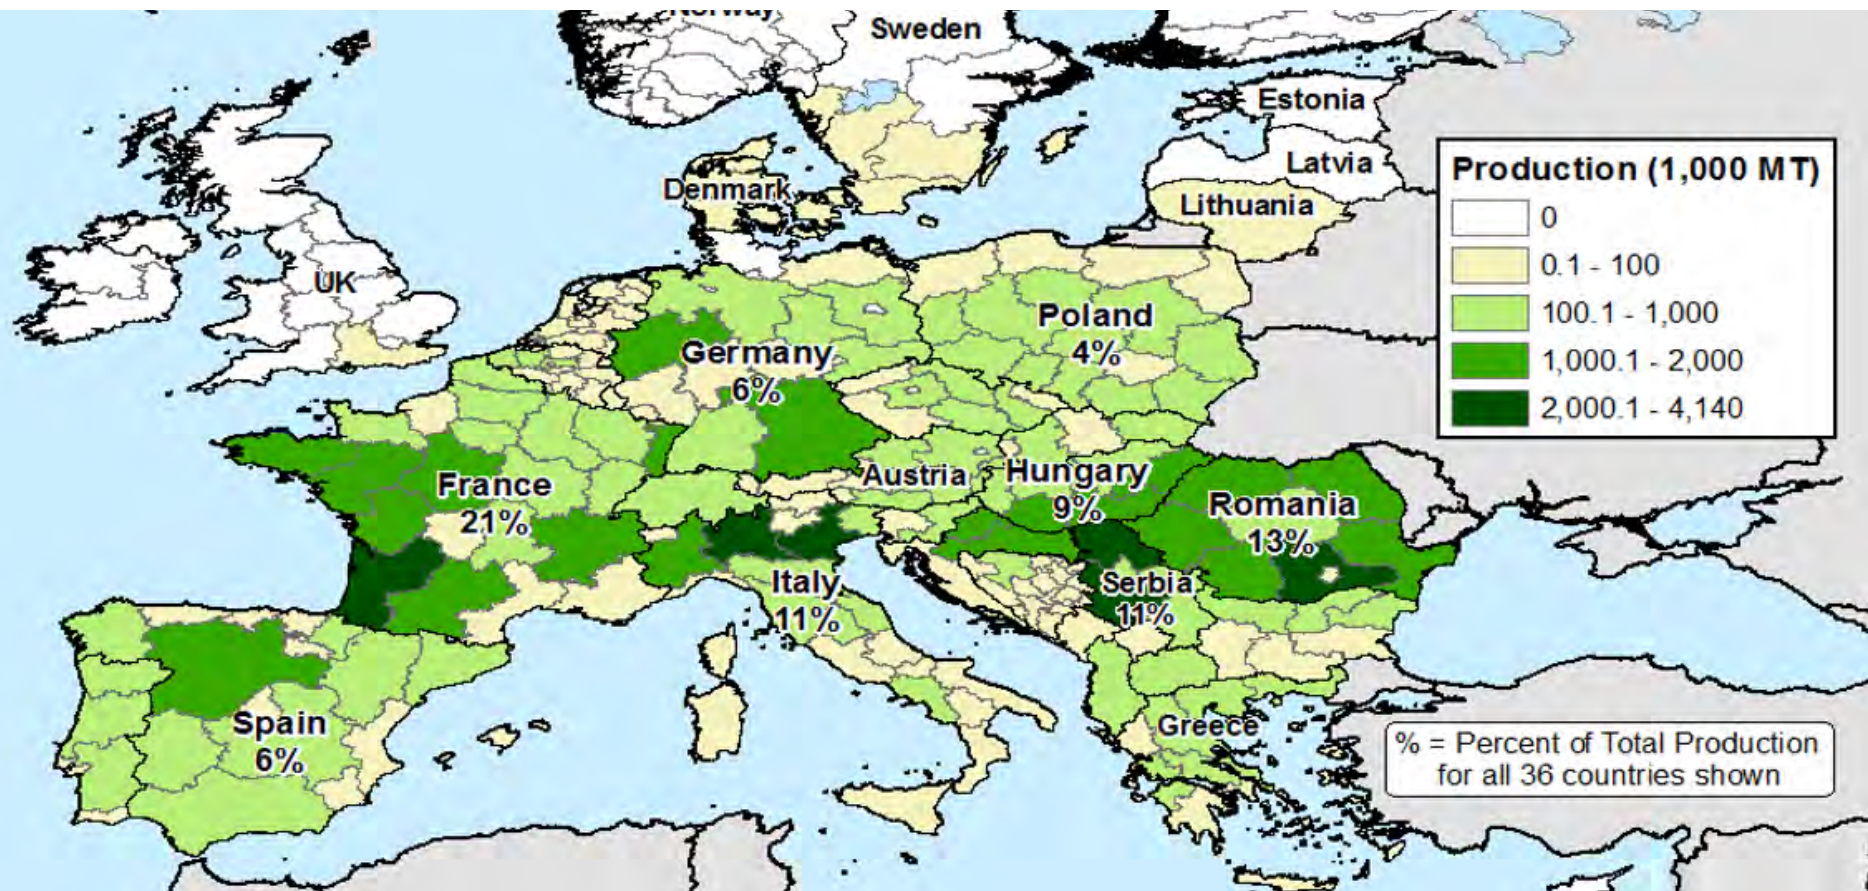 Norway
Sweden
Estonia
Latvia
Lithuania
Denmark
UK
Poland
4%
Germany
6%
France
21%
Austria
Hungary
9%
Romania
13%
Italy
11%
Serbia
11%
Spain
6%
Greece
Production (1,000 MT)
0
0.1 - 100
100.1 - 1,000
1,000.1 - 2,000
2,000.1 - 4,140
% = Percent of Total Production
for all 36 countries shown